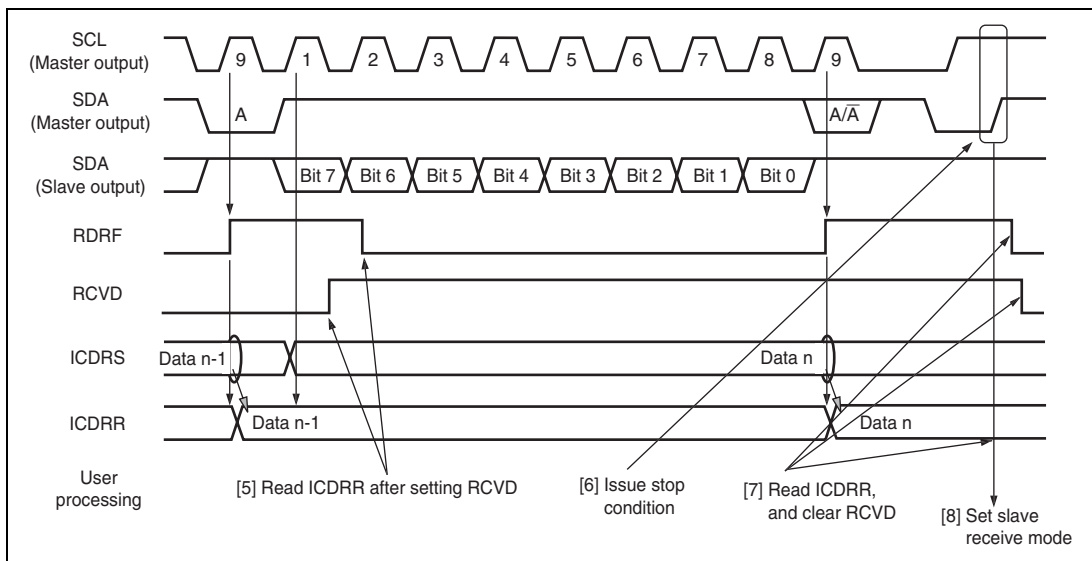 SCL
(Master output)
9 1 2 3 4 5 6 7 8 9
SDA
(Master output)
A A/A̅
SDA
(Slave output)
Bit 7 Bit 6 Bit 5 Bit 4 Bit 3 Bit 2 Bit 1 Bit 0
RDRF
RCVD
ICDRS
Data n-1 Data n
ICDRR
Data n-1 Data n
User
processing
[5] Read ICDRR after setting RCVD
[6] Issue stop
condition
[7] Read ICDRR,
and clear RCVD
[8] Set slave
receive mode